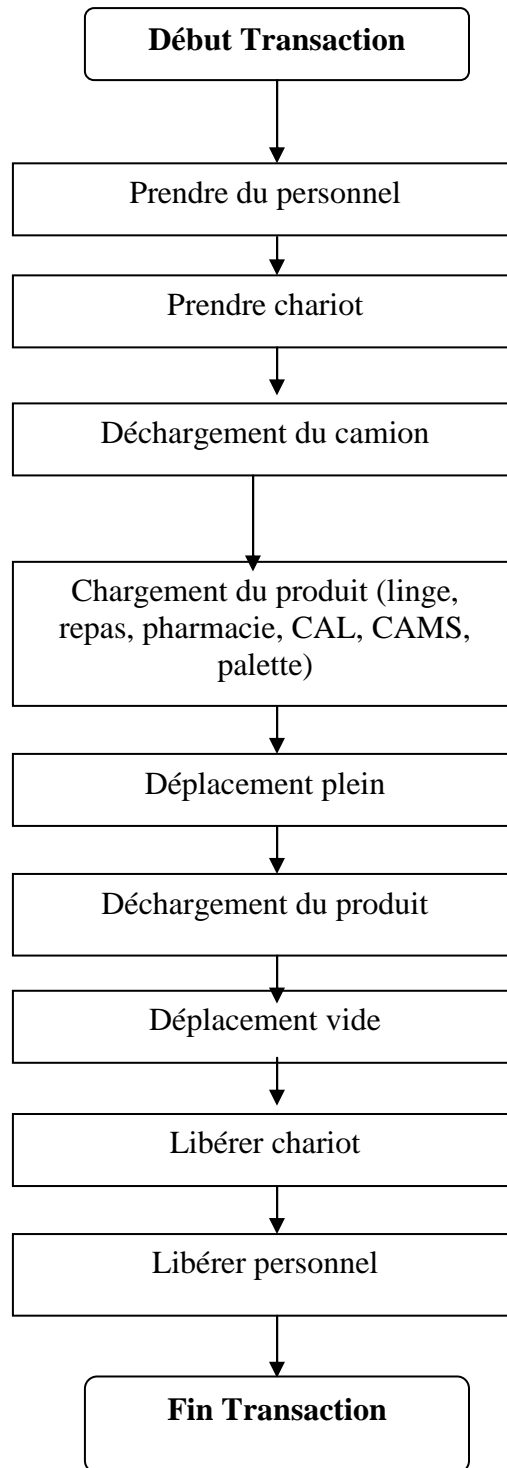 Début Transaction
Prendre du personnel
Prendre chariot
Déchargement du camion
Chargement du produit (linge,
repas, pharmacie, CAL, CAMS,
palette)
Déplacement plein
Déchargement du produit
Déplacement vide
Libérer chariot
Libérer personnel
Fin Transaction